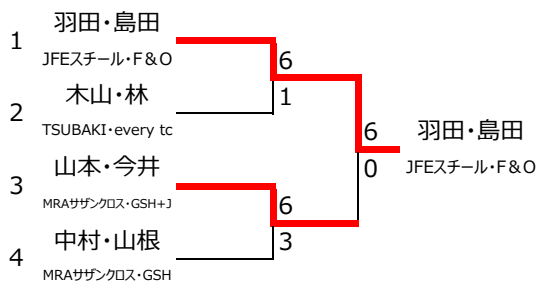 羽田・島田
1
JFEスチール・F&O
6
木山・林
1
2
TSUBAKI・every tc
6
羽田・島田
山本・今井
0
JFEスチール・F&O
3
MRAサザンクロス・GSH+J
6
中村・山根
3
4
MRAサザンクロス・GSH